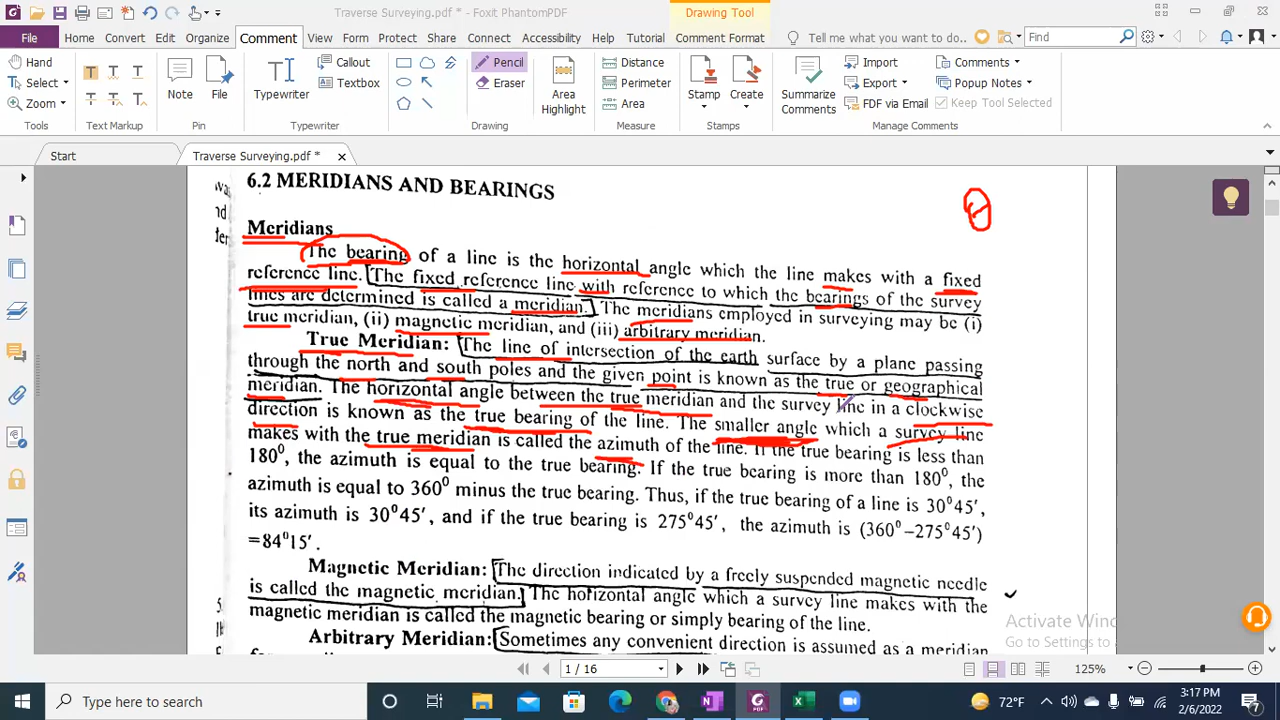 Traverse Surveying.pdf * - Foxit PhantomPDF
Drawing Tool
File Home Convert Edit Organize Comment View Form Protect Share Connect Accessibility Help Tutorial Comment Format Tell me what you want to do... Find
Hand
Select
Zoom
Tools
Text Markup
Note
File
Pin
Typewriter
Callout
Textbox
Typewriter
Pencil
Eraser
Drawing
Area
Highlight
Distance
Perimeter
Area
Measure
Stamp
Create
Stamps
Summarize
Comments
Import
Export
FDF via Email
Comments
Popup Notes
Keep Tool Selected
Manage Comments
Start
Traverse Surveying.pdf *
6.2 MERIDIANS AND BEARINGS
Meridians
The bearing of a line is the horizontal angle which the line makes with a fixed
reference line. The fixed reference line with reference to which the bearings of the survey
lines are determined is called a meridian. The meridians employed in surveying may be (i)
true meridian, (ii) magnetic meridian, and (iii) arbitrary meridian.
True Meridian: The line of intersection of the earth surface by a plane passing
through the north and south poles and the given point is known as the true or geographical
meridian. The horizontal angle between the true meridian and the survey line in a clockwise
direction is known as the true bearing of the line. The smaller angle which a survey line
makes with the true meridian is called the azimuth of the line. If the true bearing is less than
180⁰, the azimuth is equal to the true bearing. If the true bearing is more than 180⁰, the
azimuth is equal to 360⁰ minus the true bearing. Thus, if the true bearing of a line is 30⁰45′,
its azimuth is 30⁰45′, and if the true bearing is 275⁰45′, the azimuth is (360⁰−275⁰45′)
=84⁰15′.
Magnetic Meridian: The direction indicated by a freely suspended magnetic needle
is called the magnetic meridian. The horizontal angle which a survey line makes with the
magnetic meridian is called the magnetic bearing or simply bearing of the line.
Arbitrary Meridian: Sometimes any convenient direction is assumed as a meridian
Activate Windows
Go to Settings to
1 / 16
125%
Type here to search
72°F
3:17 PM
2/6/2022